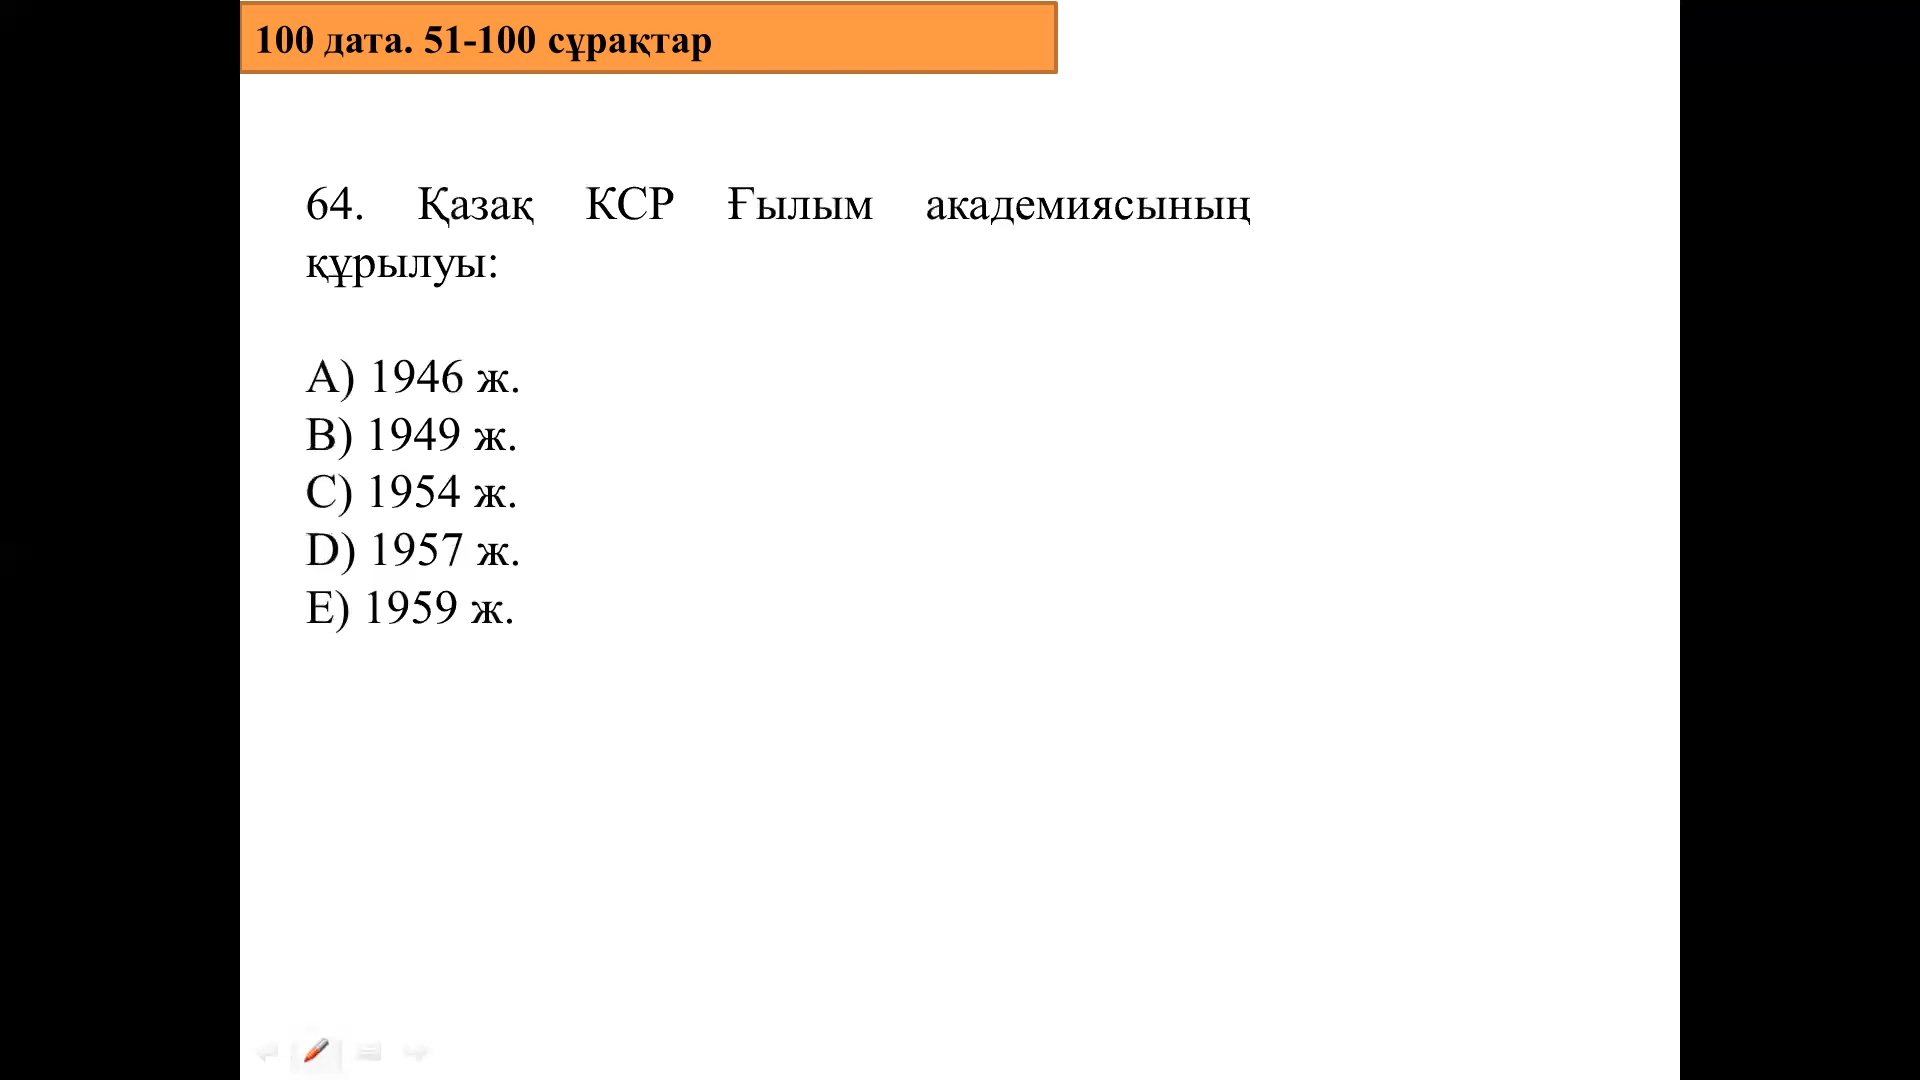 100 дата. 51-100 сұрақтар
64. Қазақ КСР Ғылым академиясының
құрылуы:
A) 1946 ж.
B) 1949 ж.
C) 1954 ж.
D) 1957 ж.
E) 1959 ж.